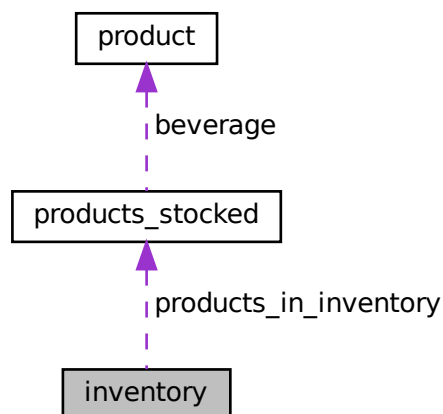 product
beverage
products_stocked
products_in_inventory
inventory